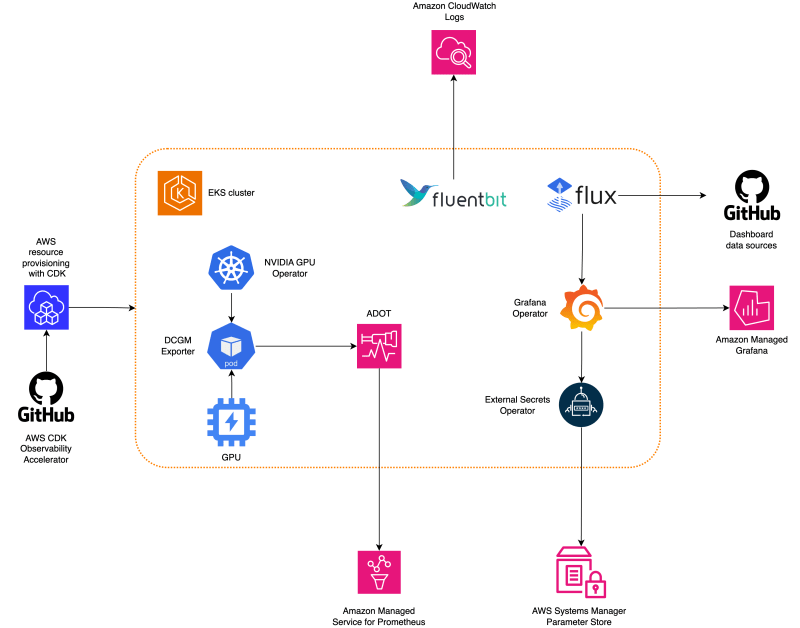 Amazon CloudWatch
Logs
EKS cluster
fluentbit
flux
GitHub
Dashboard
data sources
AWS
resource
provisioning
with CDK
NVIDIA GPU
Operator
Grafana
Operator
ADOT
DCGM
Exporter
pod
Amazon Managed
Grafana
GitHub
AWS CDK
Observability
Accelerator
External Secrets
Operator
GPU
Amazon Managed
Service for Prometheus
AWS Systems Manager
Parameter Store